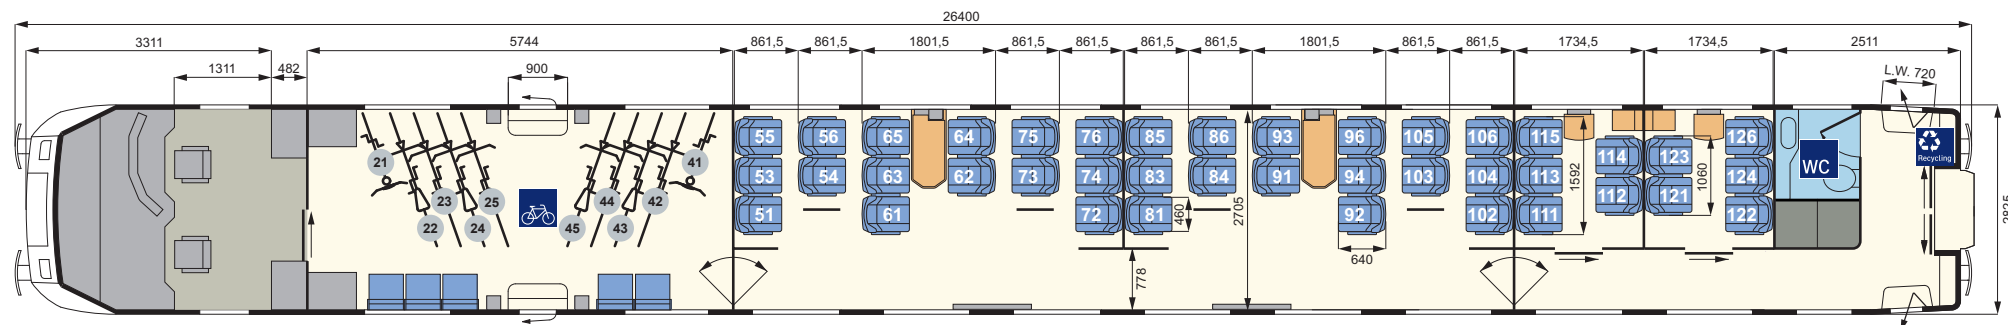 26400
3311 5744 861,5 861,5 1801,5 861,5 861,5 861,5 861,5 1801,5 861,5 861,5 1734,5 1734,5 2511
1311 482 900 L.W. 720
55 56 65 64 75 76 85 86 93 96 105 106 115 126
21 41 114 123 Recycling
53 54 63 62 73 74 83 84 91 94 103 104 113 1592 112 121 1060 124 WC
23 25 44 42
51 61 72 81 460 2705 92 102 111 122 2825
22 24 45 43
640
778